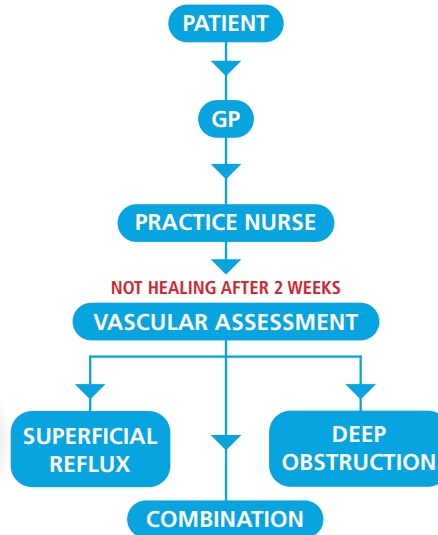 PATIENT
GP
PRACTICE NURSE
NOT HEALING AFTER 2 WEEKS
VASCULAR ASSESSMENT
SUPERFICIAL
REFLUX
DEEP
OBSTRUCTION
COMBINATION